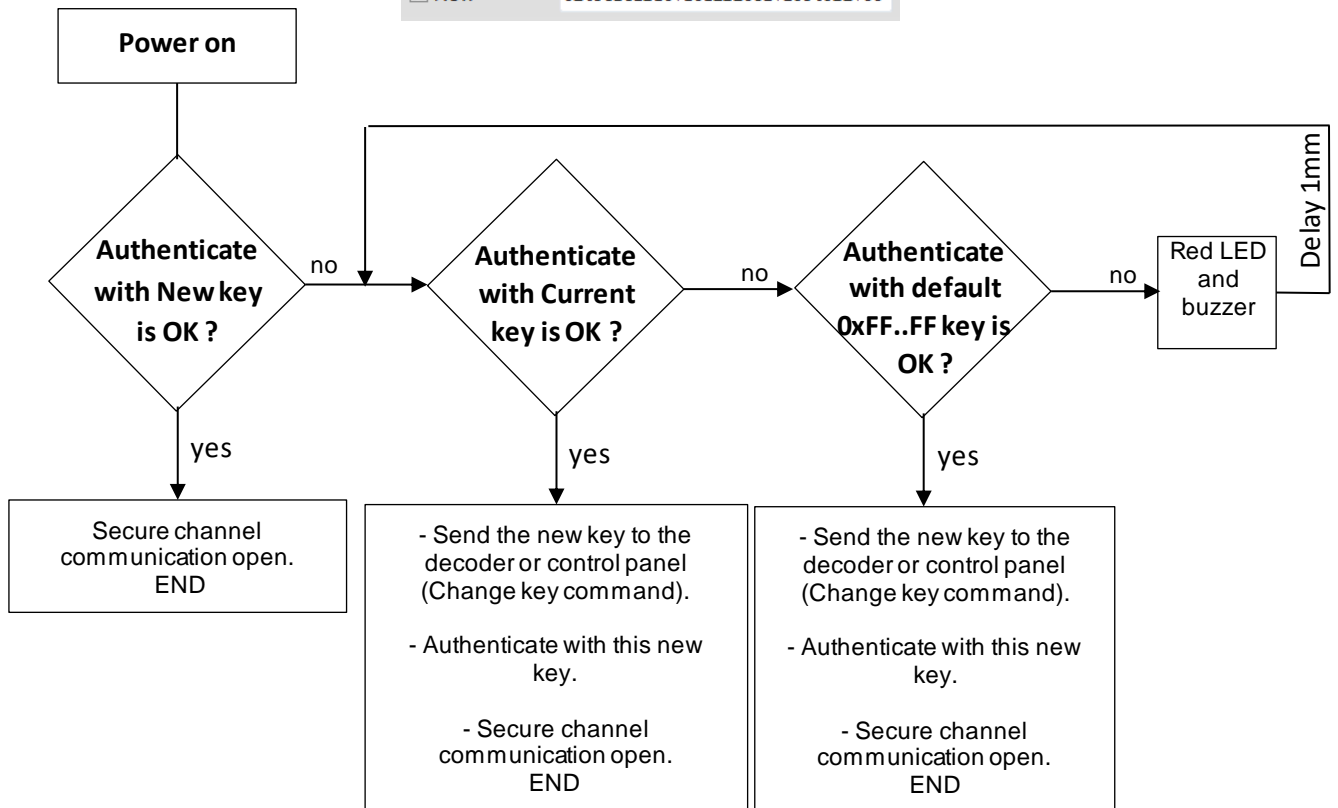 Power on
Authenticate
with New key
is OK ?
no
yes
Secure channel
communication open.
END
Authenticate
with Current
key is OK ?
no
yes
- Send the new key to the
decoder or control panel
(Change key command).
- Authenticate with this new
key.
- Secure channel
communication open.
END
Authenticate
with default
0xFF..FF key is
OK ?
no
yes
- Send the new key to the
decoder or control panel
(Change key command).
- Authenticate with this new
key.
- Secure channel
communication open.
END
Red LED
and
buzzer
Delay 1mm